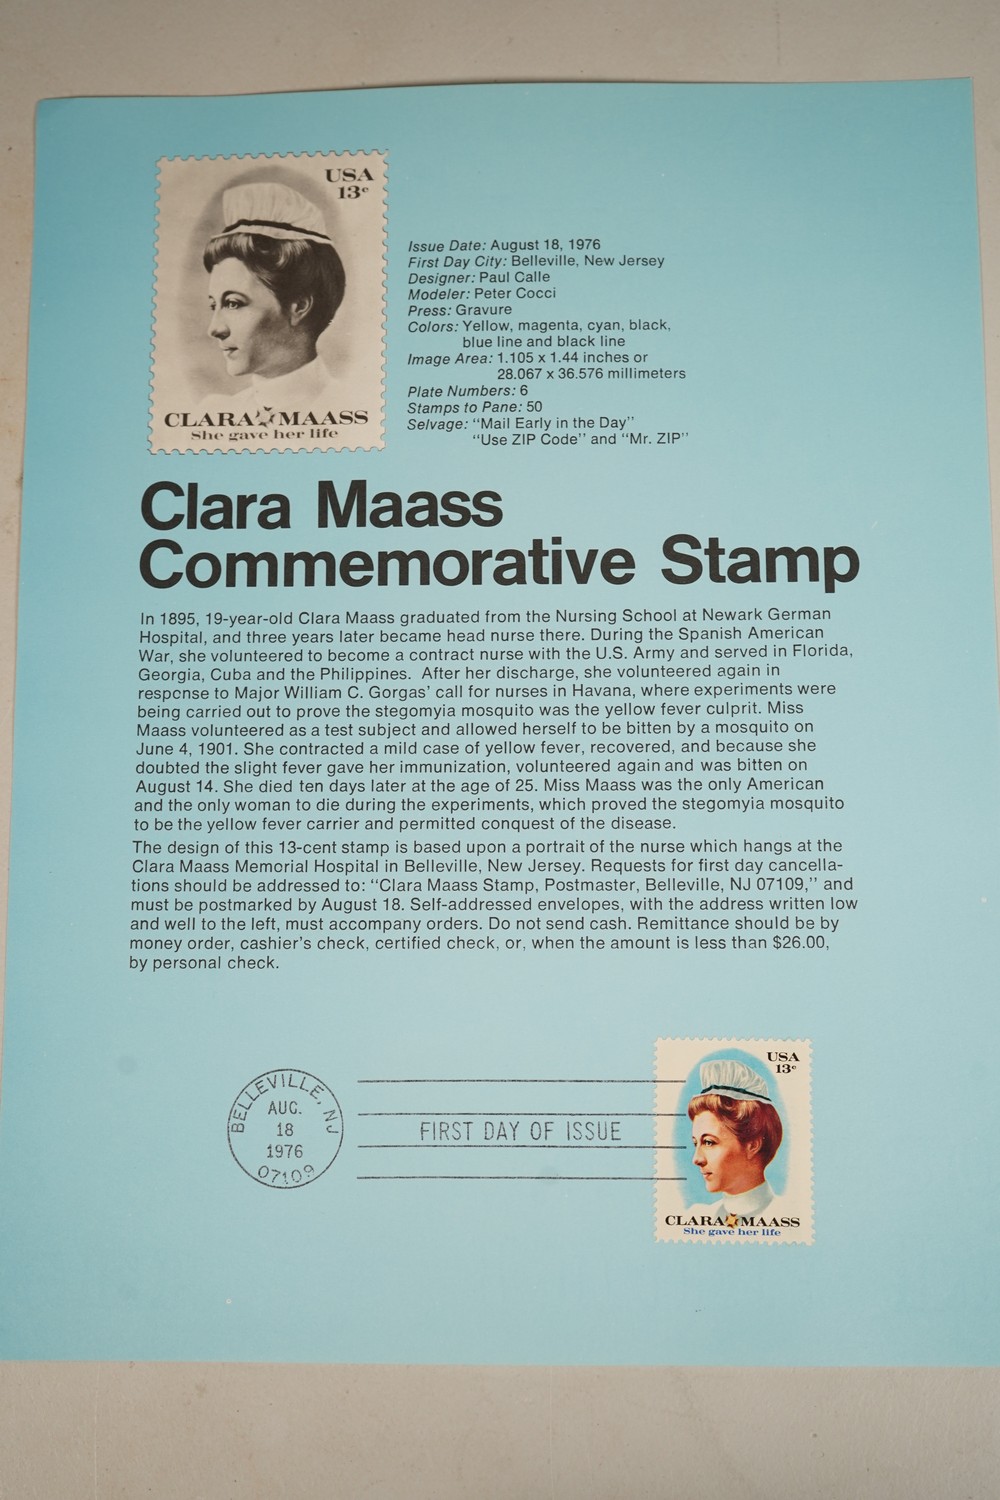 USA
13c
CLARA MAASS
She gave her life
Issue Date: August 18, 1976
First Day City: Belleville, New Jersey
Designer: Paul Calle
Modeler: Peter Cocci
Press: Gravure
Colors: Yellow, magenta, cyan, black,
blue line and black line
Image Area: 1.105 x 1.44 inches or
28.067 x 36.576 millimeters
Plate Numbers: 6
Stamps to Pane: 50
Selvage: “Mail Early in the Day”
“Use ZIP Code” and “Mr. ZIP”
Clara Maass
Commemorative Stamp
In 1895, 19-year-old Clara Maass graduated from the Nursing School at Newark German
Hospital, and three years later became head nurse there. During the Spanish American
War, she volunteered to become a contract nurse with the U.S. Army and served in Florida,
Georgia, Cuba and the Philippines. After her discharge, she volunteered again in
response to Major William C. Gorgas’ call for nurses in Havana, where experiments were
being carried out to prove the stegomyia mosquito was the yellow fever culprit. Miss
Maass volunteered as a test subject and allowed herself to be bitten by a mosquito on
June 4, 1901. She contracted a mild case of yellow fever, recovered, and because she
doubted the slight fever gave her immunization, volunteered again and was bitten on
August 14. She died ten days later at the age of 25. Miss Maass was the only American
and the only woman to die during the experiments, which proved the stegomyia mosquito
to be the yellow fever carrier and permitted conquest of the disease.
The design of this 13-cent stamp is based upon a portrait of the nurse which hangs at the
Clara Maass Memorial Hospital in Belleville, New Jersey. Requests for first day cancella-
tions should be addressed to: “Clara Maass Stamp, Postmaster, Belleville, NJ 07109,” and
must be postmarked by August 18. Self-addressed envelopes, with the address written low
and well to the left, must accompany orders. Do not send cash. Remittance should be by
money order, cashier’s check, certified check, or, when the amount is less than $26.00,
by personal check.
BELLEVILLE, NJ
AUG.
18
1976
07109
FIRST DAY OF ISSUE
USA
13c
CLARA MAASS
She gave her life